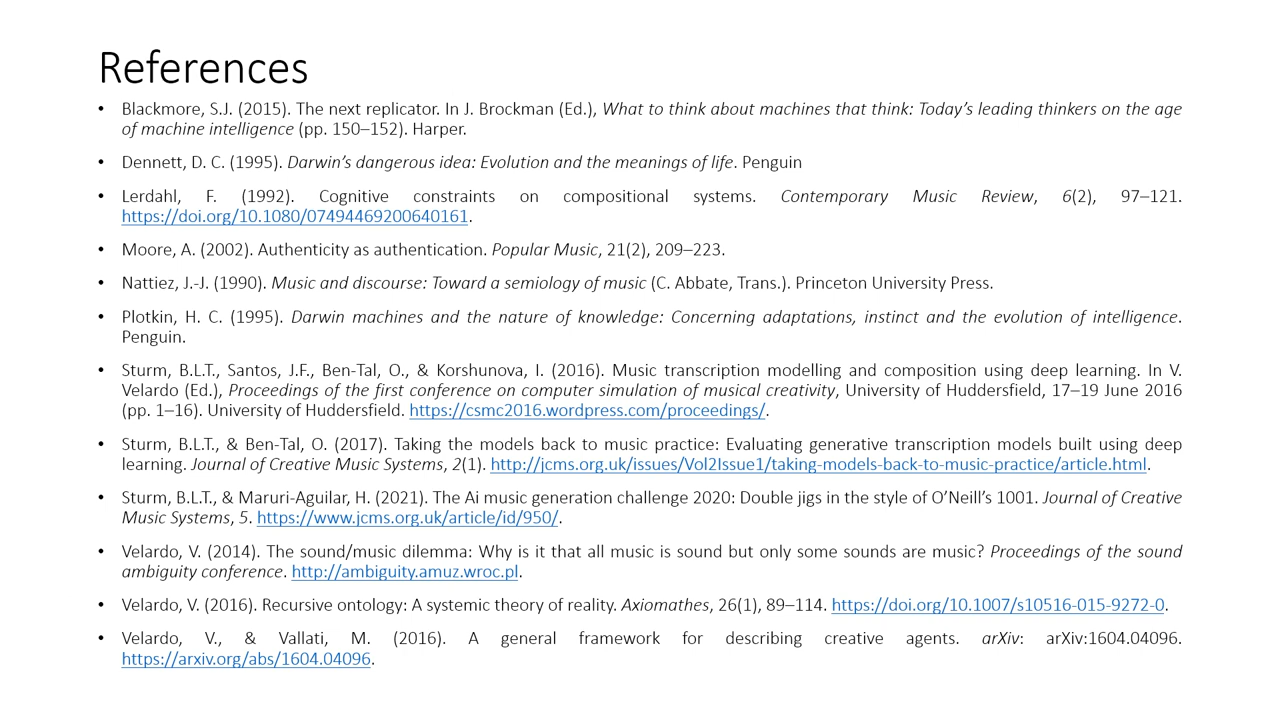 References
• Blackmore, S.J. (2015). The next replicator. In J. Brockman (Ed.), What to think about machines that think: Today’s leading thinkers on the age
of machine intelligence (pp. 150–152). Harper.
• Dennett, D. C. (1995). Darwin’s dangerous idea: Evolution and the meanings of life. Penguin
• Lerdahl, F. (1992). Cognitive constraints on compositional systems. Contemporary Music Review, 6(2), 97–121.
https://doi.org/10.1080/07494469200640161.
• Moore, A. (2002). Authenticity as authentication. Popular Music, 21(2), 209–223.
• Nattiez, J.-J. (1990). Music and discourse: Toward a semiology of music (C. Abbate, Trans.). Princeton University Press.
• Plotkin, H. C. (1995). Darwin machines and the nature of knowledge: Concerning adaptations, instinct and the evolution of intelligence.
Penguin.
• Sturm, B.L.T., Santos, J.F., Ben-Tal, O., & Korshunova, I. (2016). Music transcription modelling and composition using deep learning. In V.
Velardo (Ed.), Proceedings of the first conference on computer simulation of musical creativity, University of Huddersfield, 17–19 June 2016
(pp. 1–16). University of Huddersfield. https://csmc2016.wordpress.com/proceedings/.
• Sturm, B.L.T., & Ben-Tal, O. (2017). Taking the models back to music practice: Evaluating generative transcription models built using deep
learning. Journal of Creative Music Systems, 2(1). http://jcms.org.uk/issues/Vol2Issue1/taking-models-back-to-music-practice/article.html.
• Sturm, B.L.T., & Maruri-Aguilar, H. (2021). The Ai music generation challenge 2020: Double jigs in the style of O’Neill’s 1001. Journal of Creative
Music Systems, 5. https://www.jcms.org.uk/article/id/950/.
• Velardo, V. (2014). The sound/music dilemma: Why is it that all music is sound but only some sounds are music? Proceedings of the sound
ambiguity conference. http://ambiguity.amuz.wroc.pl.
• Velardo, V. (2016). Recursive ontology: A systemic theory of reality. Axiomathes, 26(1), 89–114. https://doi.org/10.1007/s10516-015-9272-0.
• Velardo, V., & Vallati, M. (2016). A general framework for describing creative agents. arXiv: arXiv:1604.04096.
https://arxiv.org/abs/1604.04096.